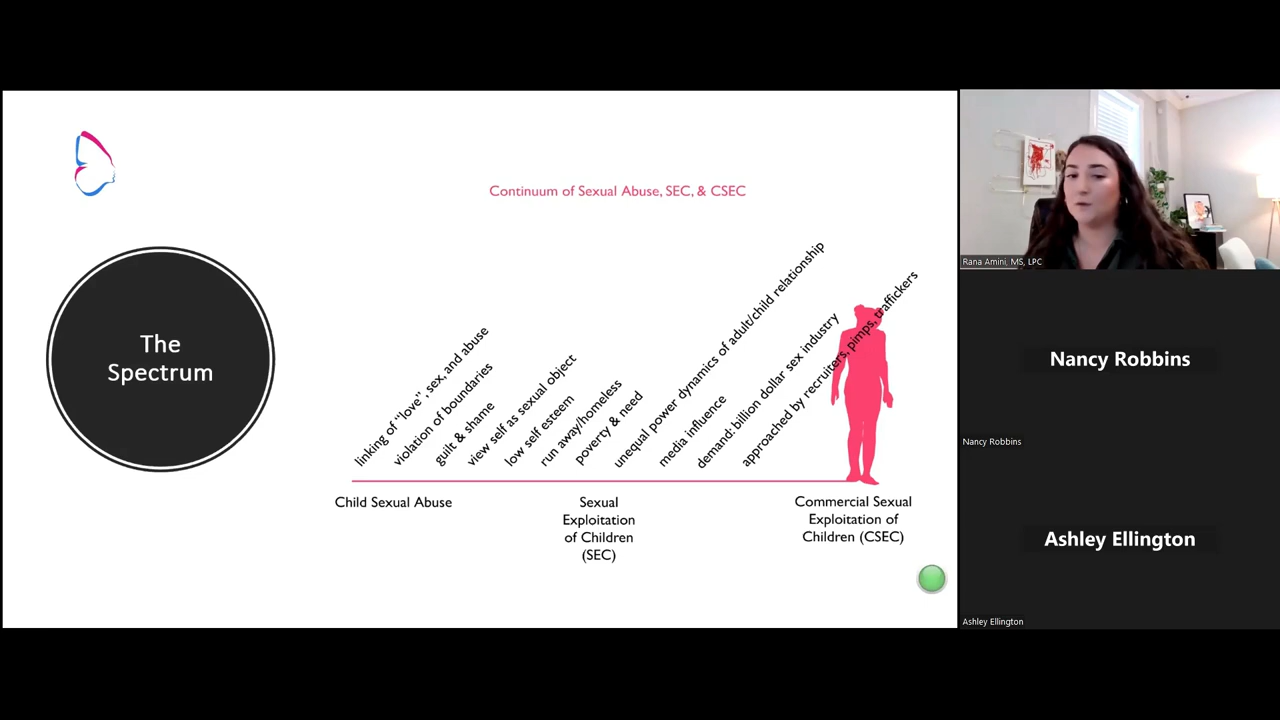 Continuum of Sexual Abuse, SEC, & CSEC
The
Spectrum
linking of "love", sex, and abuse
violation of boundaries
guilt & shame
view self as sexual object
low self esteem
run away/homeless
poverty & need
unequal power dynamics of adult/child relationship
media influence
demand: billion dollar sex industry
approached by recruiters, pimps, traffickers
Child Sexual Abuse
Sexual
Exploitation
of Children
(SEC)
Commercial Sexual
Exploitation of
Children (CSEC)
Rana Amini, MS, LPC
Nancy Robbins
Nancy Robbins
Ashley Ellington
Ashley Ellington